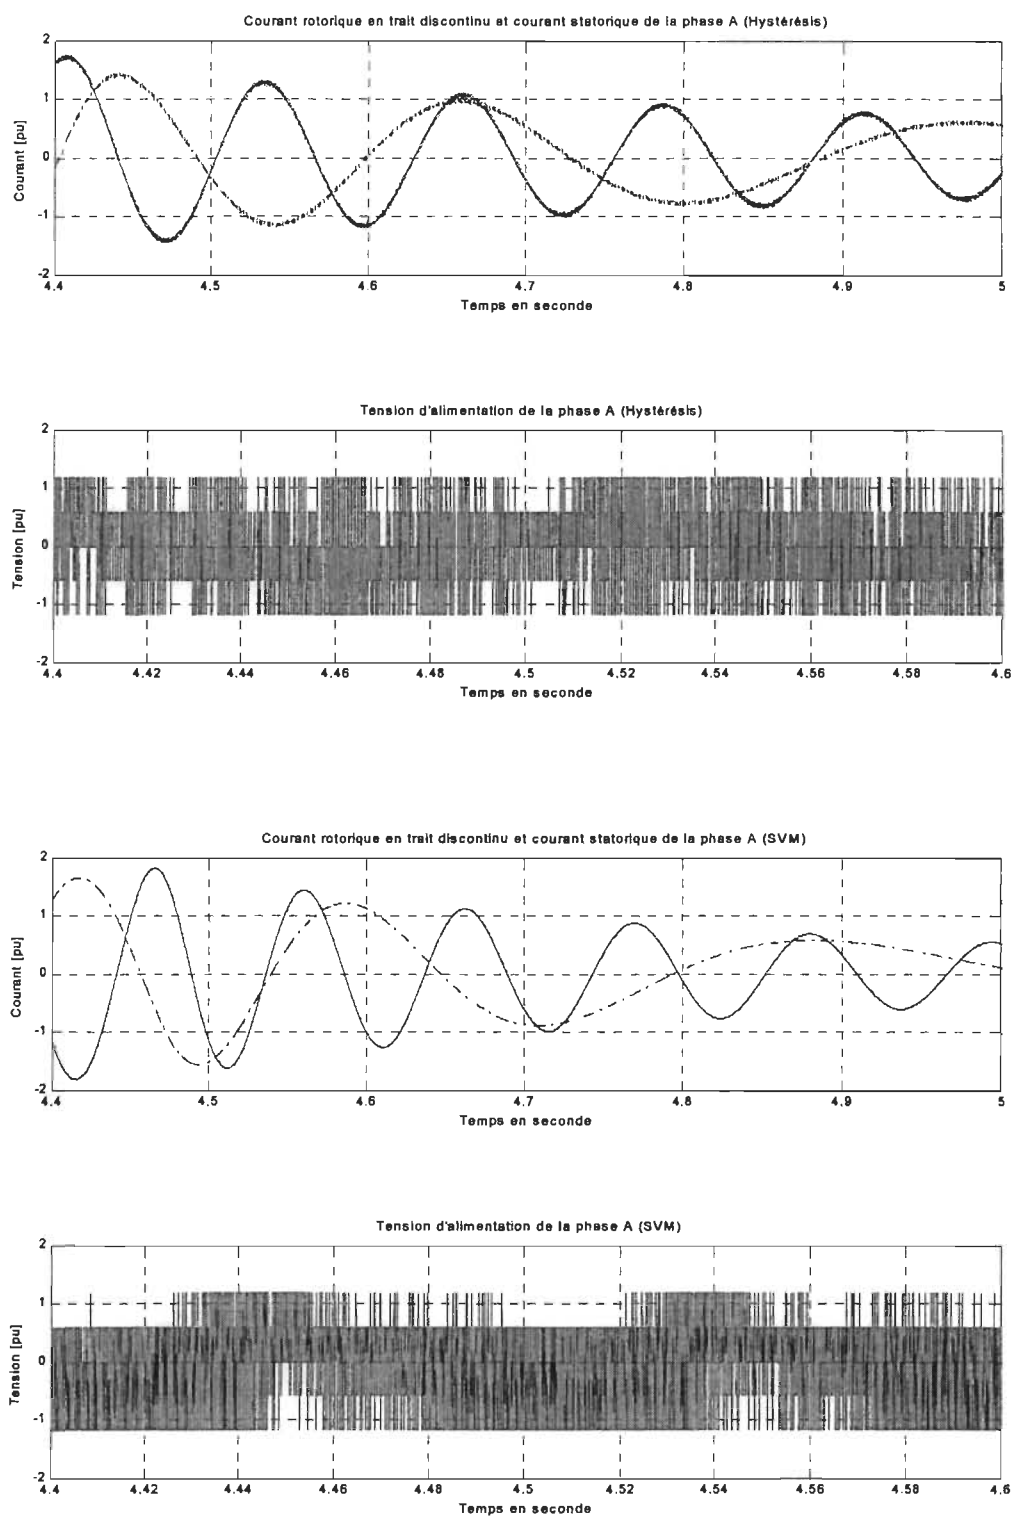 Courant rotorique en trait discontinu et courant statorique de la phase A (Hystérésis)
2
1
0
-1
-2
Courant [pu]
4.4 4.5 4.6 4.7 4.8 4.9 5
Temps en seconde
Tension d'alimentation de la phase A (Hystérésis)
2
1
0
-1
-2
Tension [pu]
4.4 4.42 4.44 4.46 4.48 4.5 4.52 4.54 4.56 4.58 4.6
Temps en seconde
Courant rotorique en trait discontinu et courant statorique de la phase A (SVM)
2
1
0
-1
-2
Courant [pu]
4.4 4.5 4.6 4.7 4.8 4.9 5
Temps en seconde
Tension d'alimentation de la phase A (SVM)
2
1
0
-1
-2
Tension [pu]
4.4 4.42 4.44 4.46 4.48 4.5 4.52 4.54 4.56 4.58 4.6
Temps en seconde